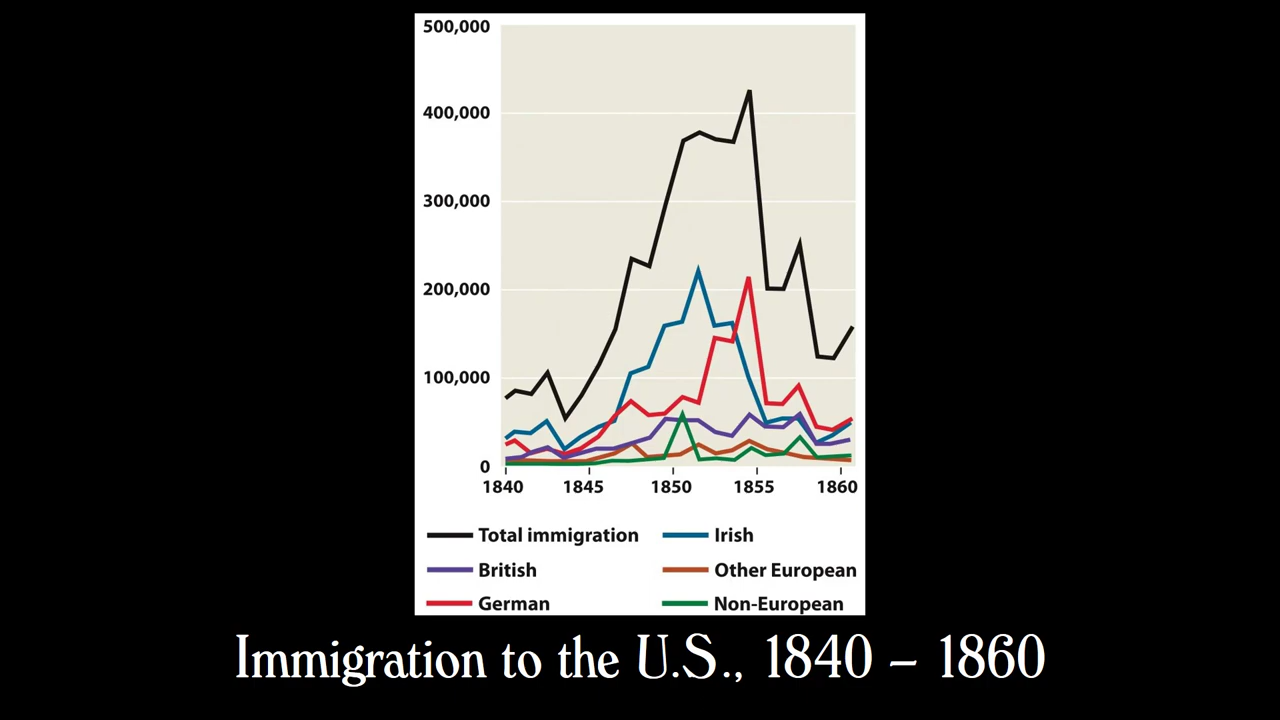 500,000
400,000
300,000
200,000
100,000
0
1840 1845 1850 1855 1860
Total immigration Irish
British Other European
German Non-European
Immigration to the U.S., 1840 – 1860